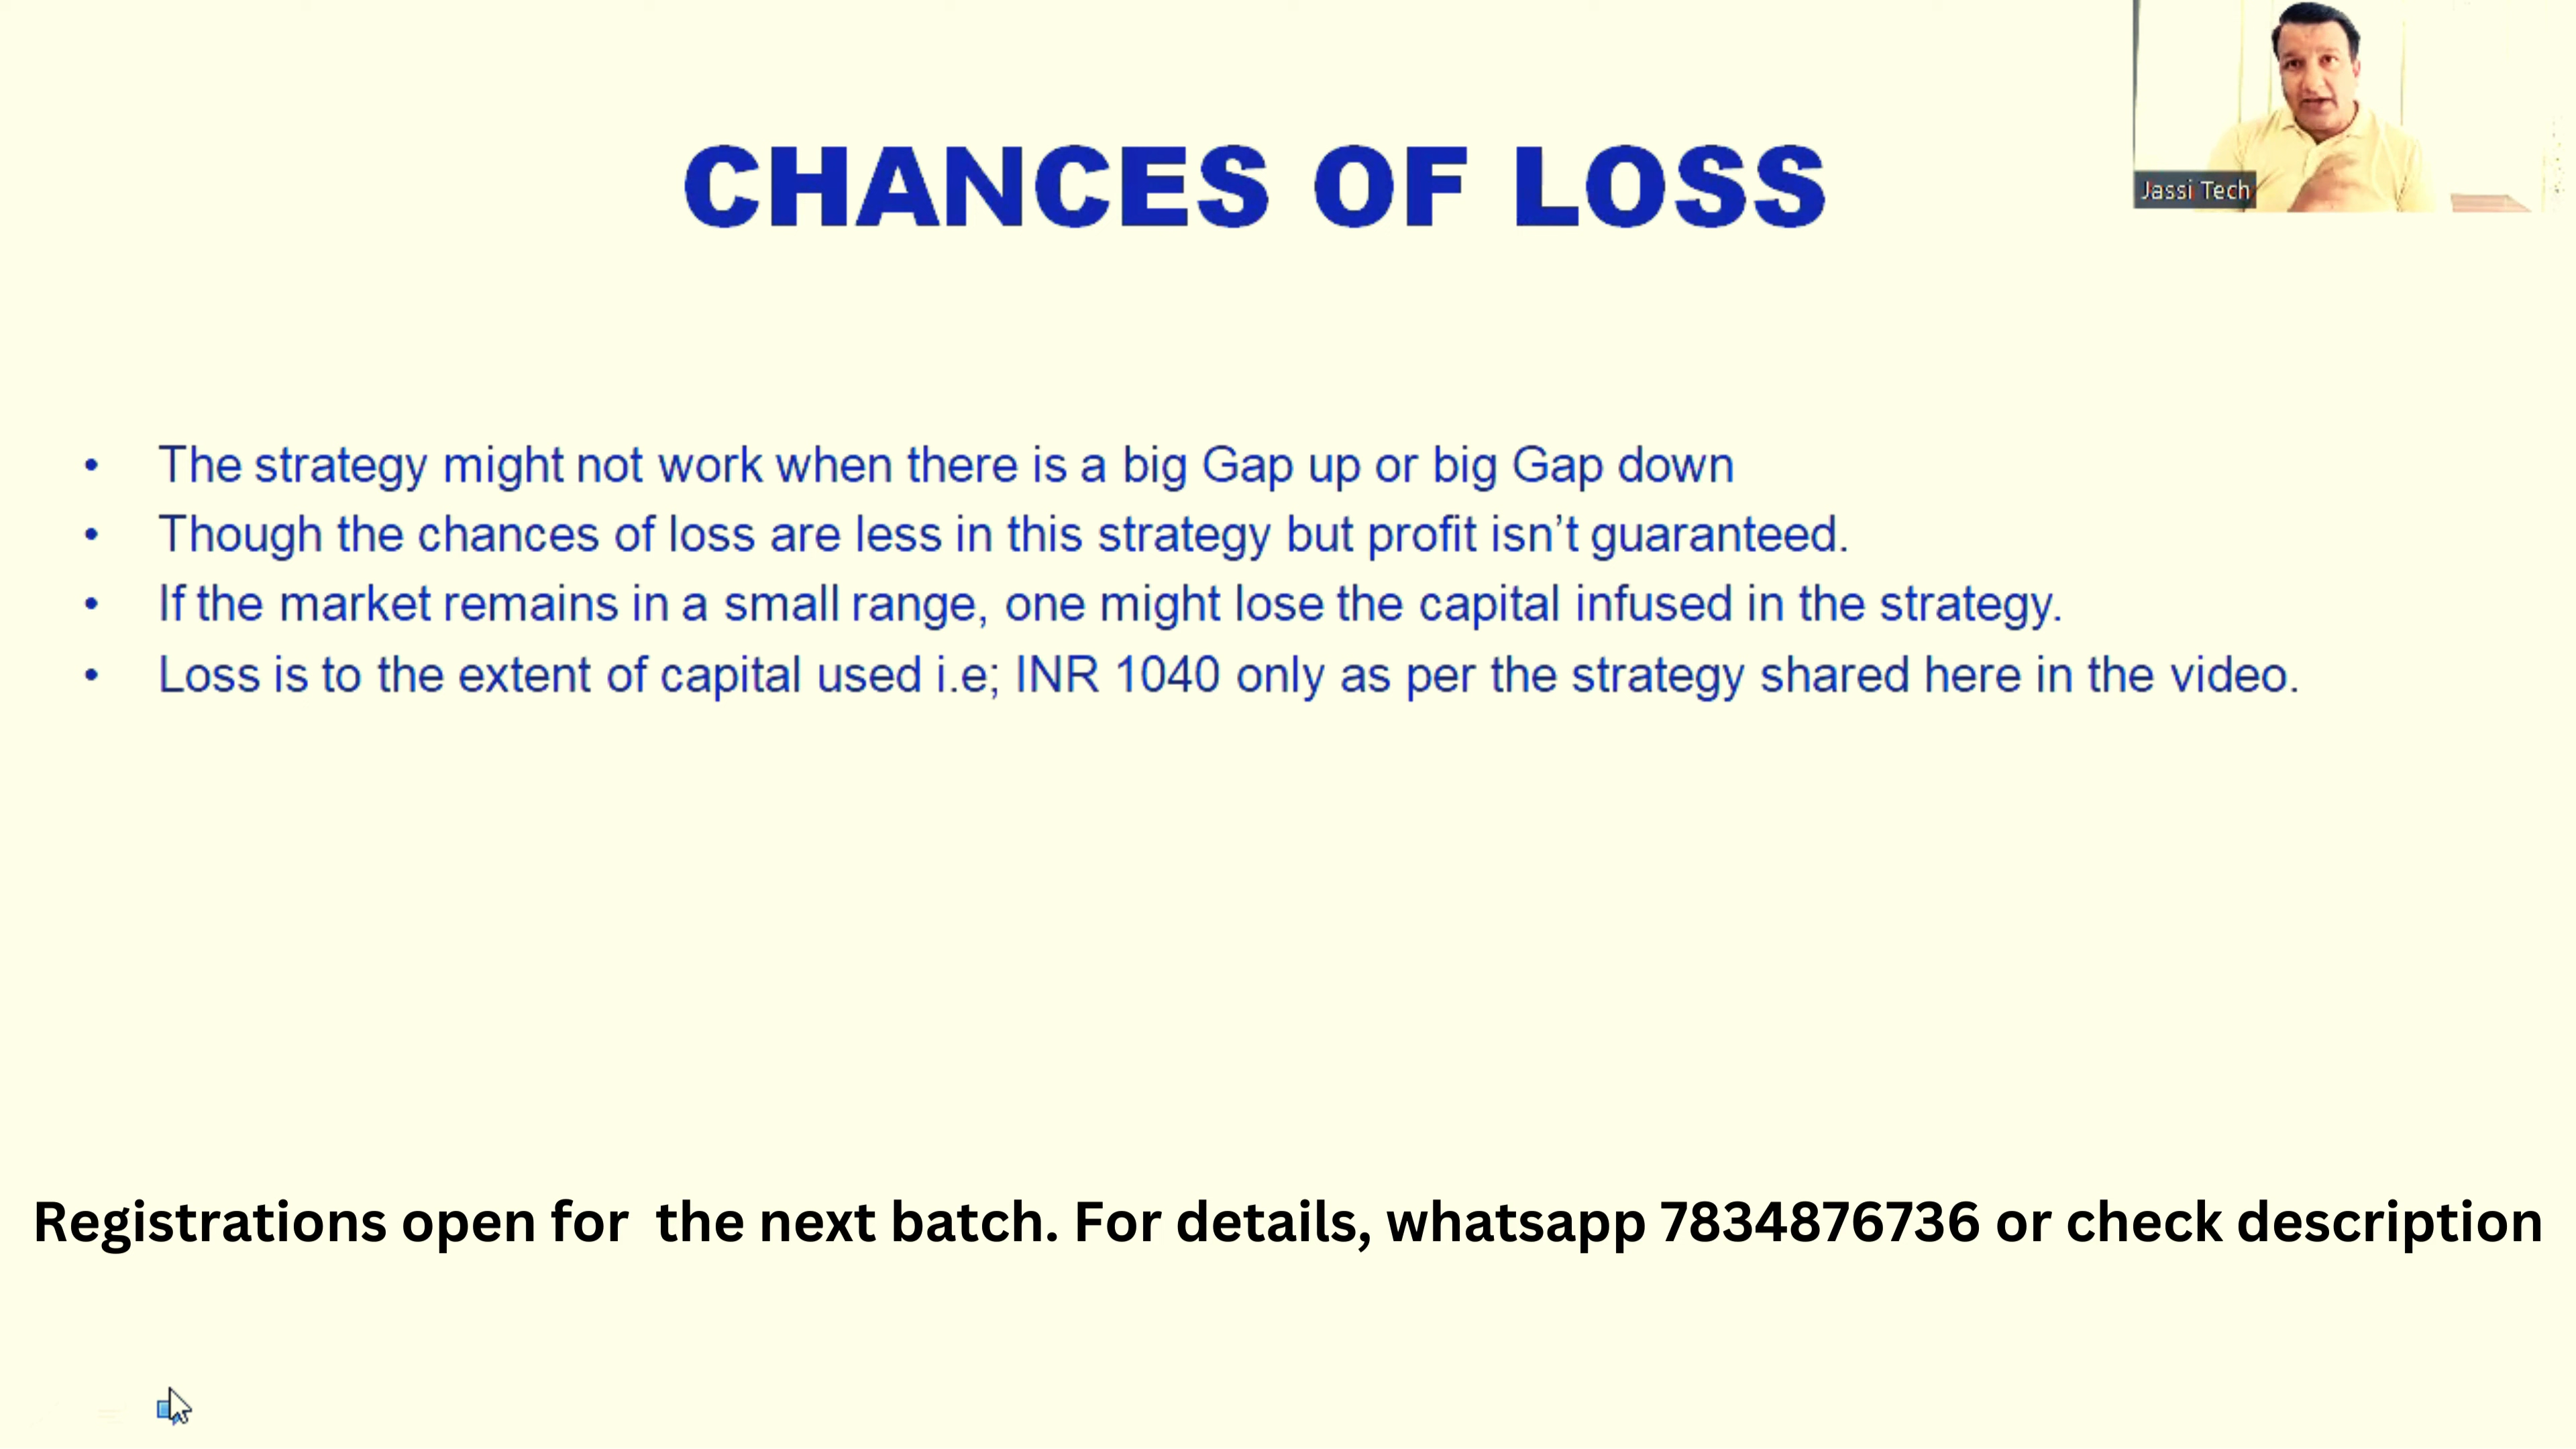 Jassi Tech
CHANCES OF LOSS
• The strategy might not work when there is a big Gap up or big Gap down
• Though the chances of loss are less in this strategy but profit isn’t guaranteed.
• If the market remains in a small range, one might lose the capital infused in the strategy.
• Loss is to the extent of capital used i.e; INR 1040 only as per the strategy shared here in the video.
Registrations open for  the next batch. For details, whatsapp 7834876736 or check description